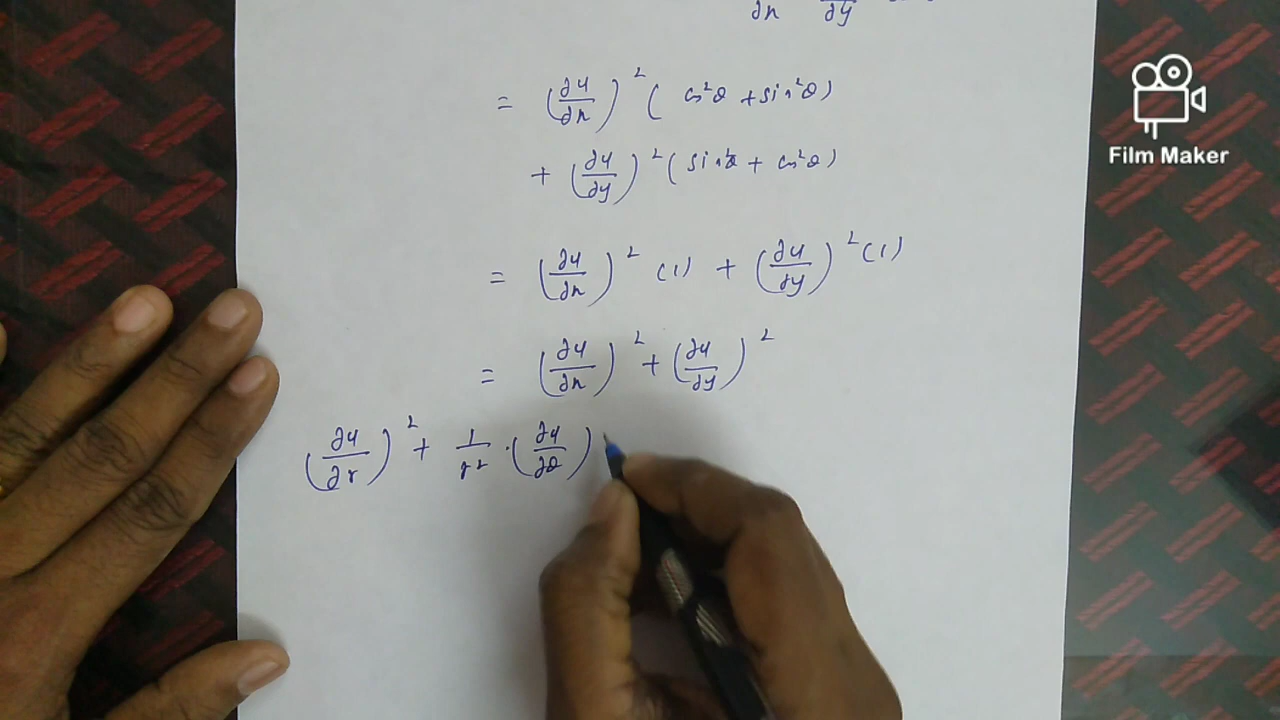 ∂x ∂y
= (∂u/∂x)² ( cos²θ + sin²θ)
+ (∂u/∂y)² (sin²θ + cos²θ)
= (∂u/∂x)² (1) + (∂u/∂y)² (1)
= (∂u/∂x)² + (∂u/∂y)²
(∂u/∂r)² + 1/r² · (∂u/∂θ)
Film Maker